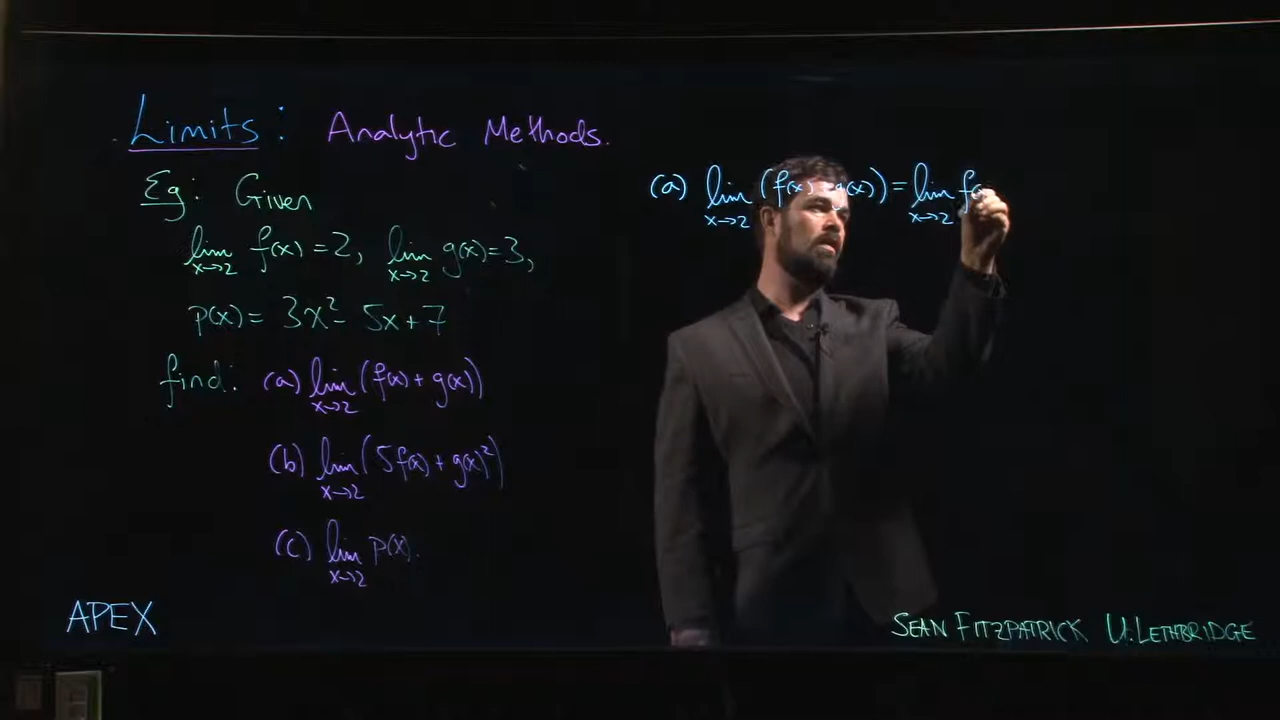 Limits: Analytic Methods.
Eg: Given
lim x→2 f(x) = 2, lim x→2 g(x) = 3,
p(x) = 3x² - 5x + 7
find: (a) lim x→2 (f(x) + g(x))
(b) lim x→2 (5f(x) + g(x)²)
(c) lim x→2 p(x).
(a) lim x→2 (f(x) + g(x)) = lim x→2 f(x
APEX
SEAN FITZPATRICK U. LETHBRIDGE